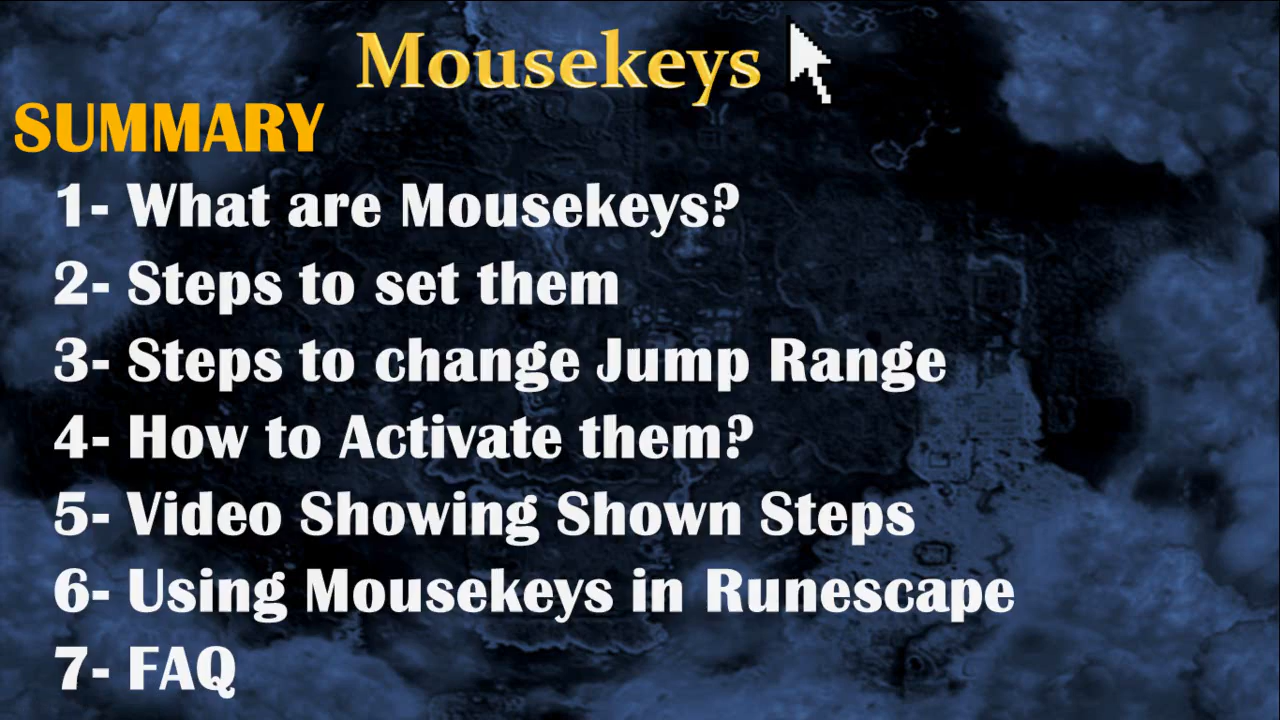 Mousekeys
SUMMARY
1- What are Mousekeys?
2- Steps to set them
3- Steps to change Jump Range
4- How to Activate them?
5- Video Showing Shown Steps
6- Using Mousekeys in Runescape
7- FAQ